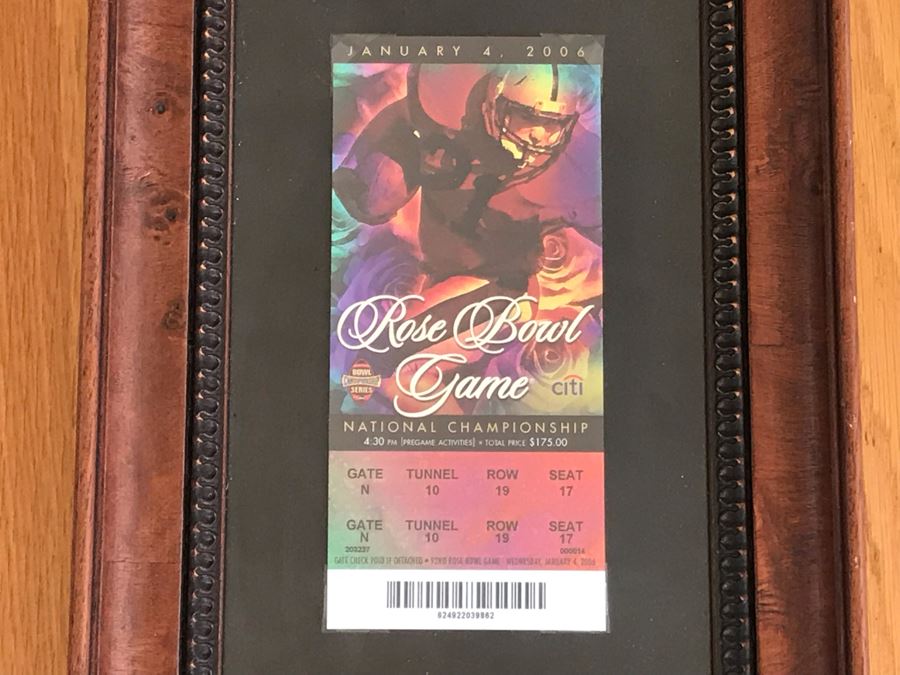 JANUARY 4, 2006
Rose Bowl
Game
BOWL
CHAMPIONSHIP
SERIES
citi
NATIONAL CHAMPIONSHIP
4:30 PM (PREGAME ACTIVITIES) • TOTAL PRICE $175.00
GATE TUNNEL ROW SEAT
N 10 19 17
GATE TUNNEL ROW SEAT
N 10 19 17
203237 000014
GATE CHECK VOID IF DETACHED • 92ND ROSE BOWL GAME - WEDNESDAY, JANUARY 4, 2006
624922039862